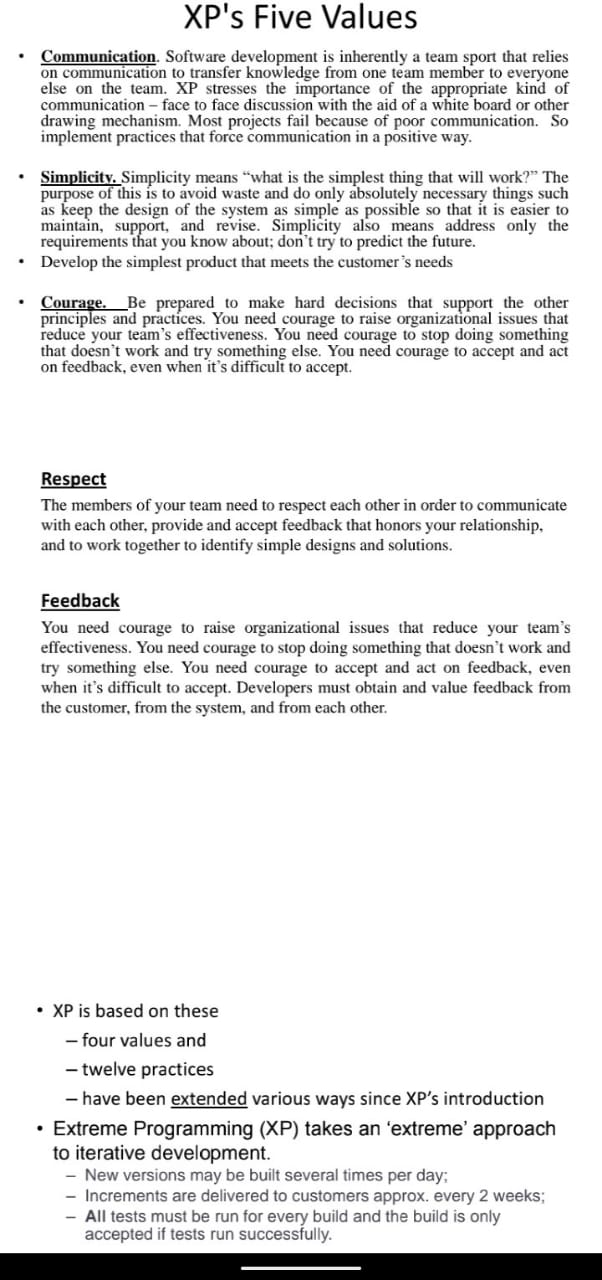 XP's Five Values
• Communication. Software development is inherently a team sport that relies
on communication to transfer knowledge from one team member to everyone
else on the team. XP stresses the importance of the appropriate kind of
communication – face to face discussion with the aid of a white board or other
drawing mechanism. Most projects fail because of poor communication. So
implement practices that force communication in a positive way.
• Simplicity. Simplicity means “what is the simplest thing that will work?” The
purpose of this is to avoid waste and do only absolutely necessary things such
as keep the design of the system as simple as possible so that it is easier to
maintain, support, and revise. Simplicity also means address only the
requirements that you know about; don’t try to predict the future.
• Develop the simplest product that meets the customer’s needs
• Courage. Be prepared to make hard decisions that support the other
principles and practices. You need courage to raise organizational issues that
reduce your team’s effectiveness. You need courage to stop doing something
that doesn’t work and try something else. You need courage to accept and act
on feedback, even when it’s difficult to accept.
Respect
The members of your team need to respect each other in order to communicate
with each other, provide and accept feedback that honors your relationship,
and to work together to identify simple designs and solutions.
Feedback
You need courage to raise organizational issues that reduce your team’s
effectiveness. You need courage to stop doing something that doesn’t work and
try something else. You need courage to accept and act on feedback, even
when it’s difficult to accept. Developers must obtain and value feedback from
the customer, from the system, and from each other.
• XP is based on these
– four values and
– twelve practices
– have been extended various ways since XP’s introduction
• Extreme Programming (XP) takes an ‘extreme’ approach
to iterative development.
– New versions may be built several times per day;
– Increments are delivered to customers approx. every 2 weeks;
– All tests must be run for every build and the build is only
accepted if tests run successfully.